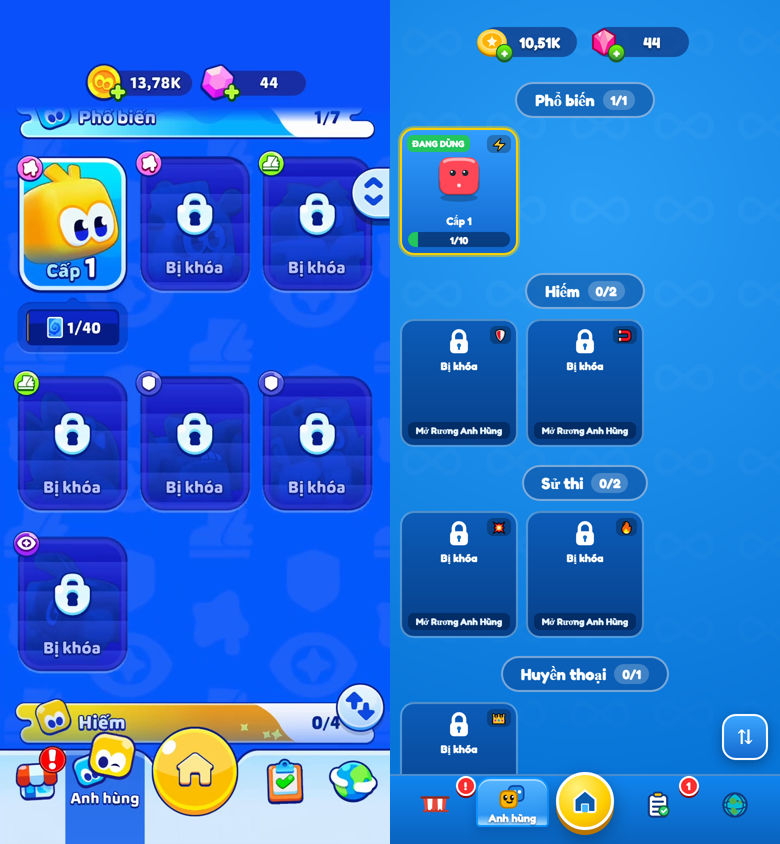 13,78K
44
Phổ biến
1/7
Cấp 1
Bị khóa
Bị khóa
1/40
Bị khóa
Bị khóa
Bị khóa
Bị khóa
Hiếm
0/4
!
Anh hùng
10,51K
44
Phổ biến 1/1
ĐANG DÙNG
Cấp 1
1/10
Hiếm 0/2
Bị khóa
Bị khóa
Mở Rương Anh Hùng
Mở Rương Anh Hùng
Sử thi 0/2
Bị khóa
Bị khóa
Mở Rương Anh Hùng
Mở Rương Anh Hùng
Huyền thoại 0/1
Bị khóa
!
1
Anh hùng